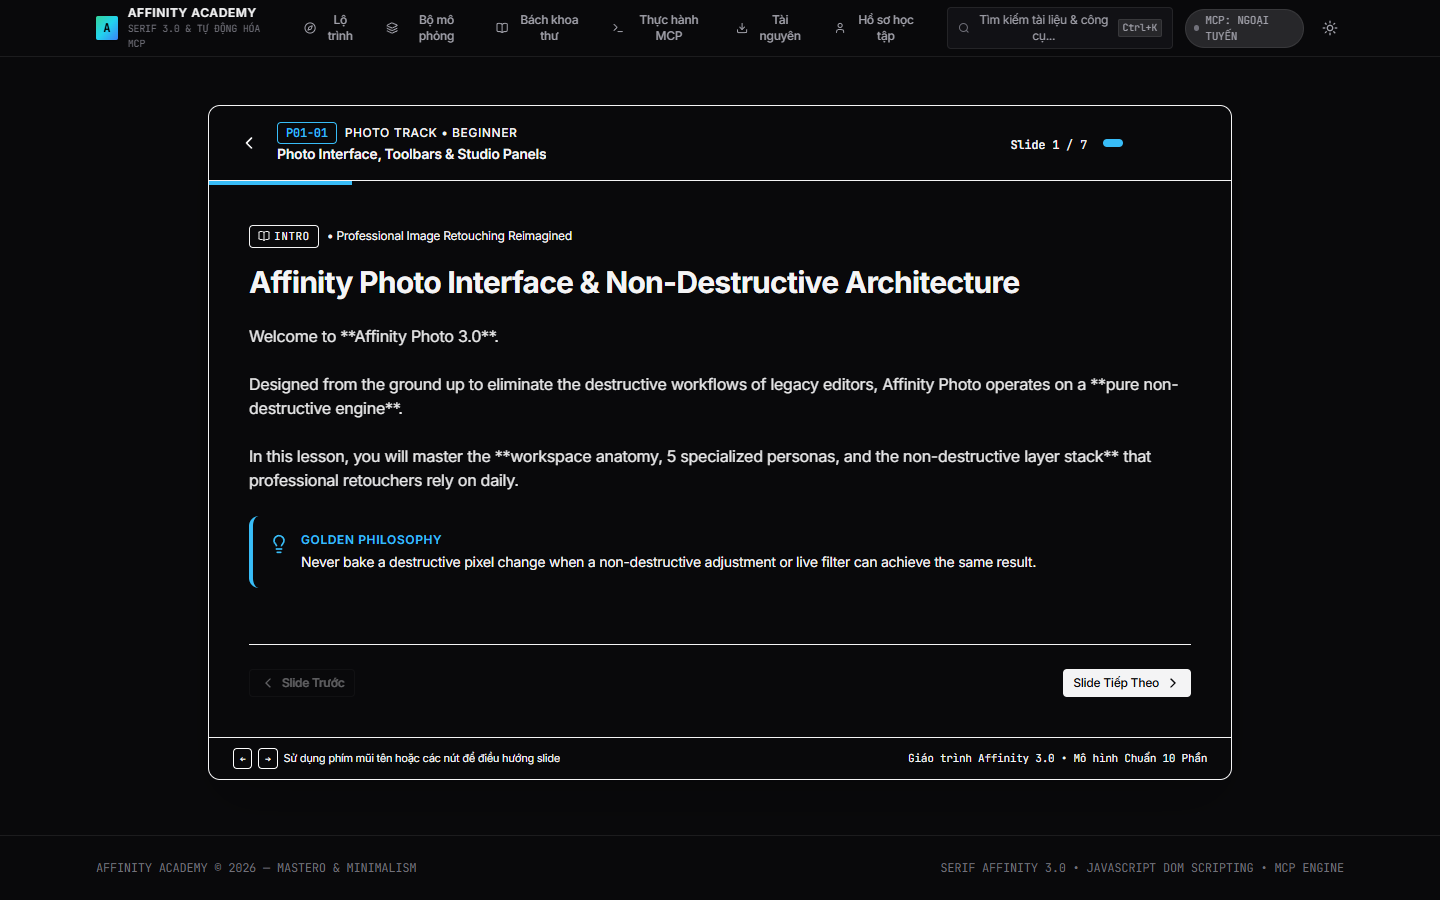 A
AFFINITY ACADEMY
SERIF 3.0 & TỰ ĐỘNG HÓA
MCP
Lộ
trình
Bộ mô
phỏng
Bách khoa
thư
Thực hành
MCP
Tài
nguyên
Hồ sơ học
tập
Tìm kiếm tài liệu & công
cụ...
Ctrl+K
MCP: NGOẠI
TUYẾN
P01-01 PHOTO TRACK • BEGINNER
Photo Interface, Toolbars & Studio Panels
Slide 1 / 7
INTRO • Professional Image Retouching Reimagined
Affinity Photo Interface & Non-Destructive Architecture
Welcome to **Affinity Photo 3.0**.
Designed from the ground up to eliminate the destructive workflows of legacy editors, Affinity Photo operates on a **pure non-
destructive engine**.
In this lesson, you will master the **workspace anatomy, 5 specialized personas, and the non-destructive layer stack** that
professional retouchers rely on daily.
GOLDEN PHILOSOPHY
Never bake a destructive pixel change when a non-destructive adjustment or live filter can achieve the same result.
Slide Trước
Slide Tiếp Theo
← → Sử dụng phím mũi tên hoặc các nút để điều hướng slide
Giáo trình Affinity 3.0 • Mô hình Chuẩn 10 Phần
AFFINITY ACADEMY © 2026 — MASTERO & MINIMALISM
SERIF AFFINITY 3.0 • JAVASCRIPT DOM SCRIPTING • MCP ENGINE